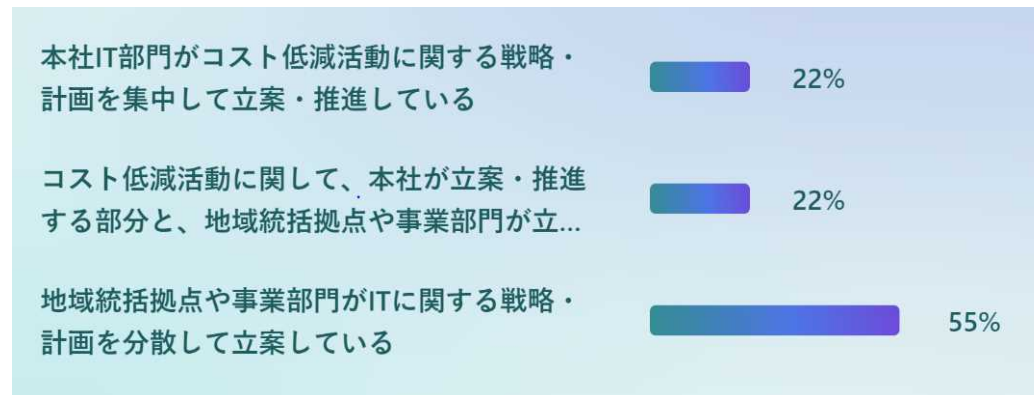 本社IT部門がコスト低減活動に関する戦略・
計画を集中して立案・推進している
22%
コスト低減活動に関して、本社が立案・推進
する部分と、地域統括拠点や事業部門が立...
22%
地域統括拠点や事業部門がITに関する戦略・
計画を分散して立案している
55%